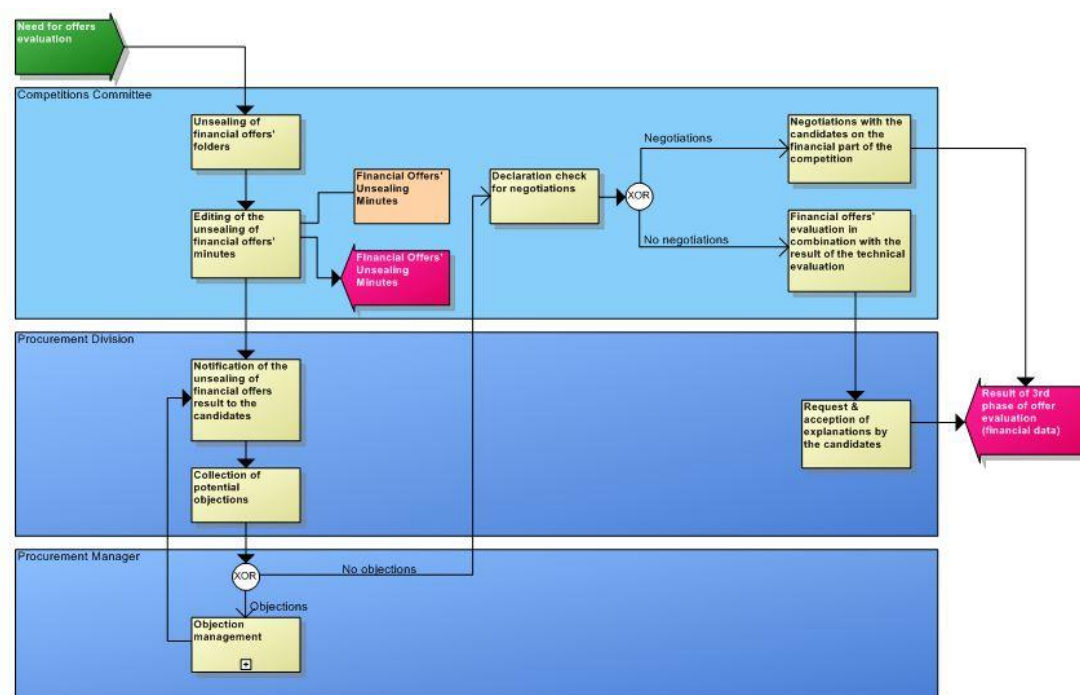 Need for offers
evaluation
Competitions Committee
Unsealing of
financial offers'
folders
Editing of the
unsealing of
financial offers'
minutes
Financial Offers'
Unsealing
Minutes
Financial Offers'
Unsealing
Minutes
Declaration check
for negotiations
XOR
Negotiations
No negotiations
Negotiations with the
candidates on the
financial part of the
competition
Financial offers'
evaluation in
combination with the
result of the technical
evaluation
Procurement Division
Notification of the
unsealing of
financial offers
result to the
candidates
Collection of
potential
objections
Request &
acception of
explanations by
the candidates
Result of 3rd
phase of offer
evaluation
(financial data)
Procurement Manager
XOR
No objections
Objections
Objection
management